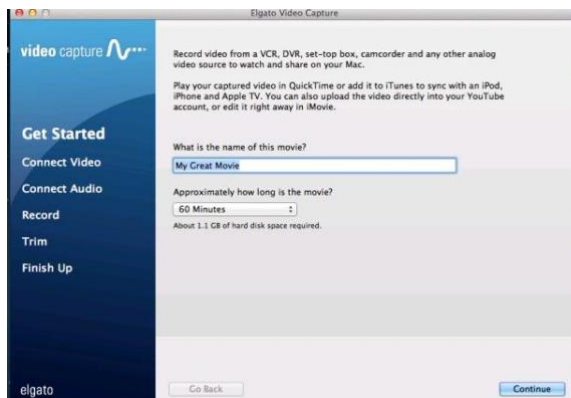 Elgato Video Capture
video capture
Get Started
Connect Video
Connect Audio
Record
Trim
Finish Up
elgato
Record video from a VCR, DVR, set-top box, camcorder and any other analog
video source to watch and share on your Mac.
Play your captured video in QuickTime or add it to iTunes to sync with an iPod,
iPhone and Apple TV. You can also upload the video directly into your YouTube
account, or edit it right away in iMovie.
What is the name of this movie?
My Great Movie
Approximately how long is the movie?
60 Minutes
About 1.1 GB of hard disk space required.
Go Back
Continue